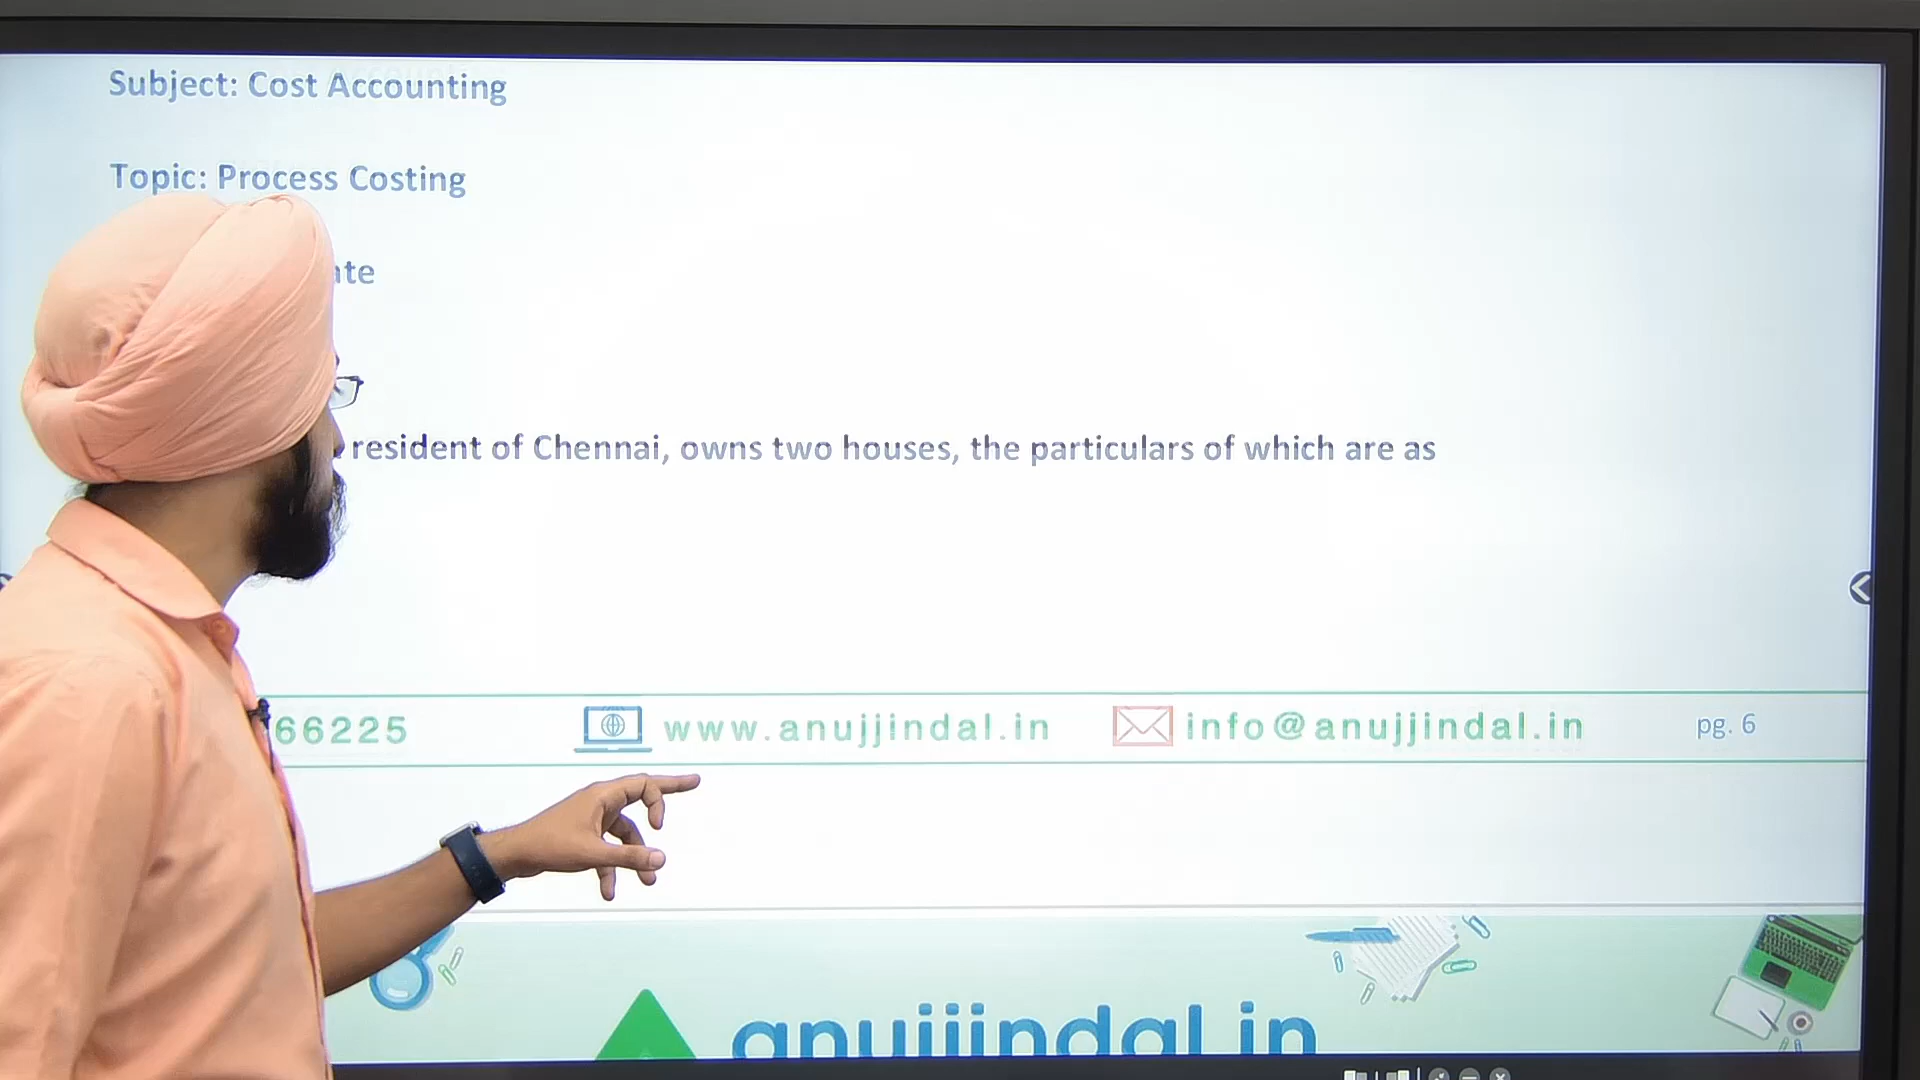 Subject: Cost Accounting
Topic: Process Costing
resident of Chennai, owns two houses, the particulars of which are as
66225 www.anujjindal.in info@anujjindal.in pg. 6
anujjindal.in